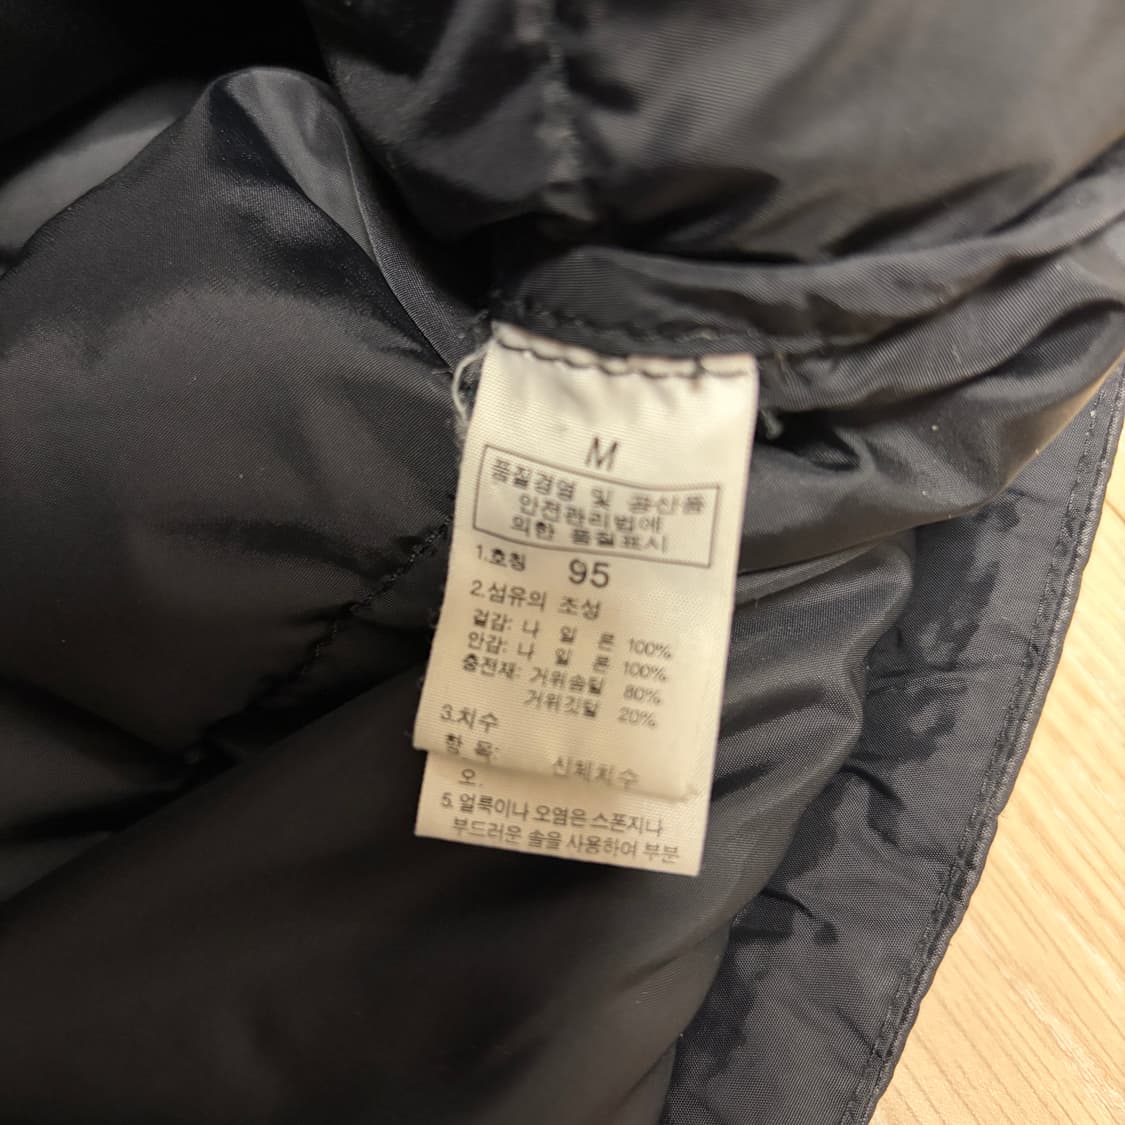 M
품질경영 및 공산품
안전관리법에
의한 품질표시
1.호칭 95
2.섬유의 조성
겉감: 나 일 론 100%
안감: 나 일 론 100%
충전재: 거위솜털 80%
거위깃털 20%
3.치수
항 목: 신체치수
오.
5. 얼룩이나 오염은 스폰지나
부드러운 솔을 사용하여 부분